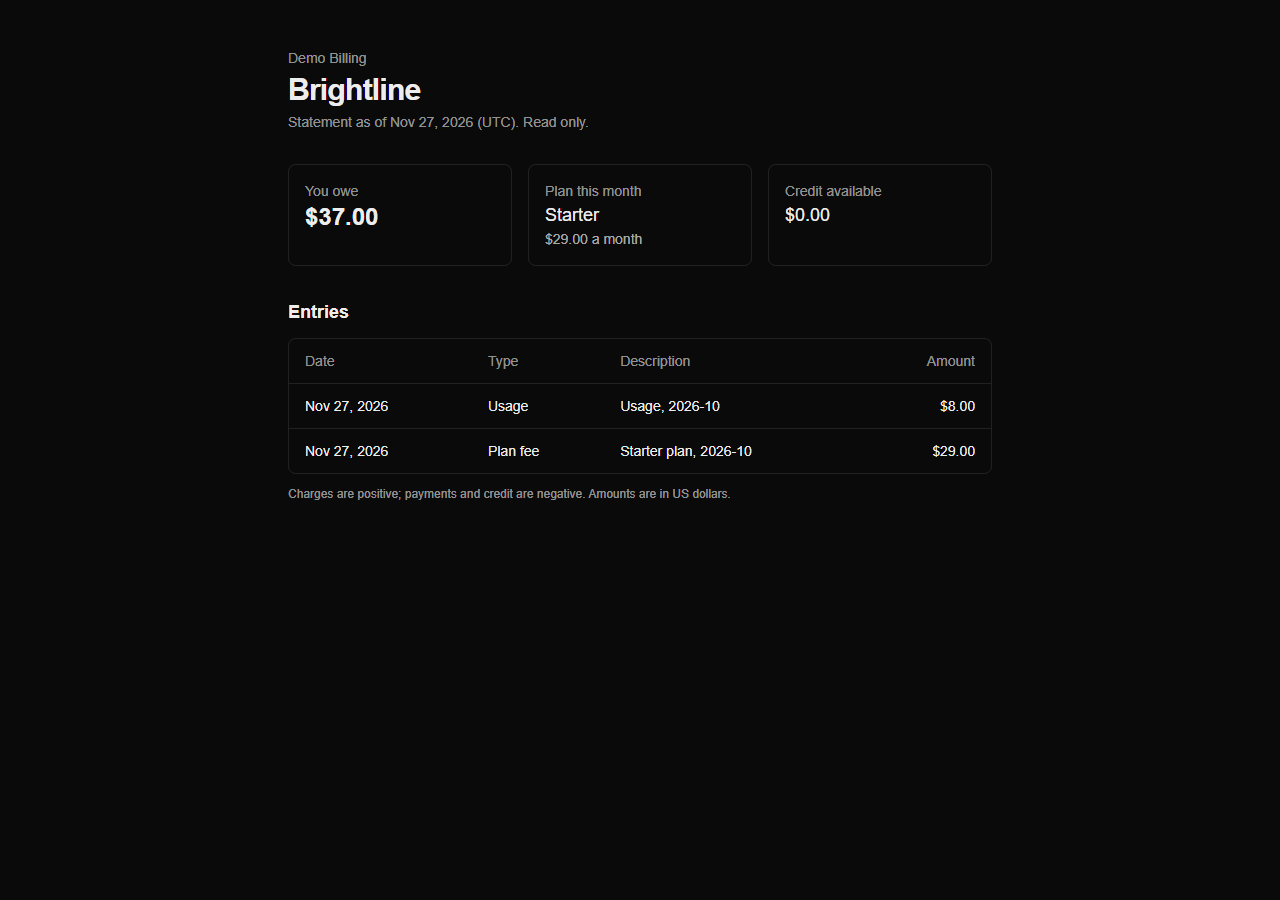 Demo Billing
Brightline
Statement as of Nov 27, 2026 (UTC). Read only.
You owe
$37.00
Plan this month
Starter
$29.00 a month
Credit available
$0.00
Entries
Date Type Description Amount
Nov 27, 2026 Usage Usage, 2026-10 $8.00
Nov 27, 2026 Plan fee Starter plan, 2026-10 $29.00
Charges are positive; payments and credit are negative. Amounts are in US dollars.